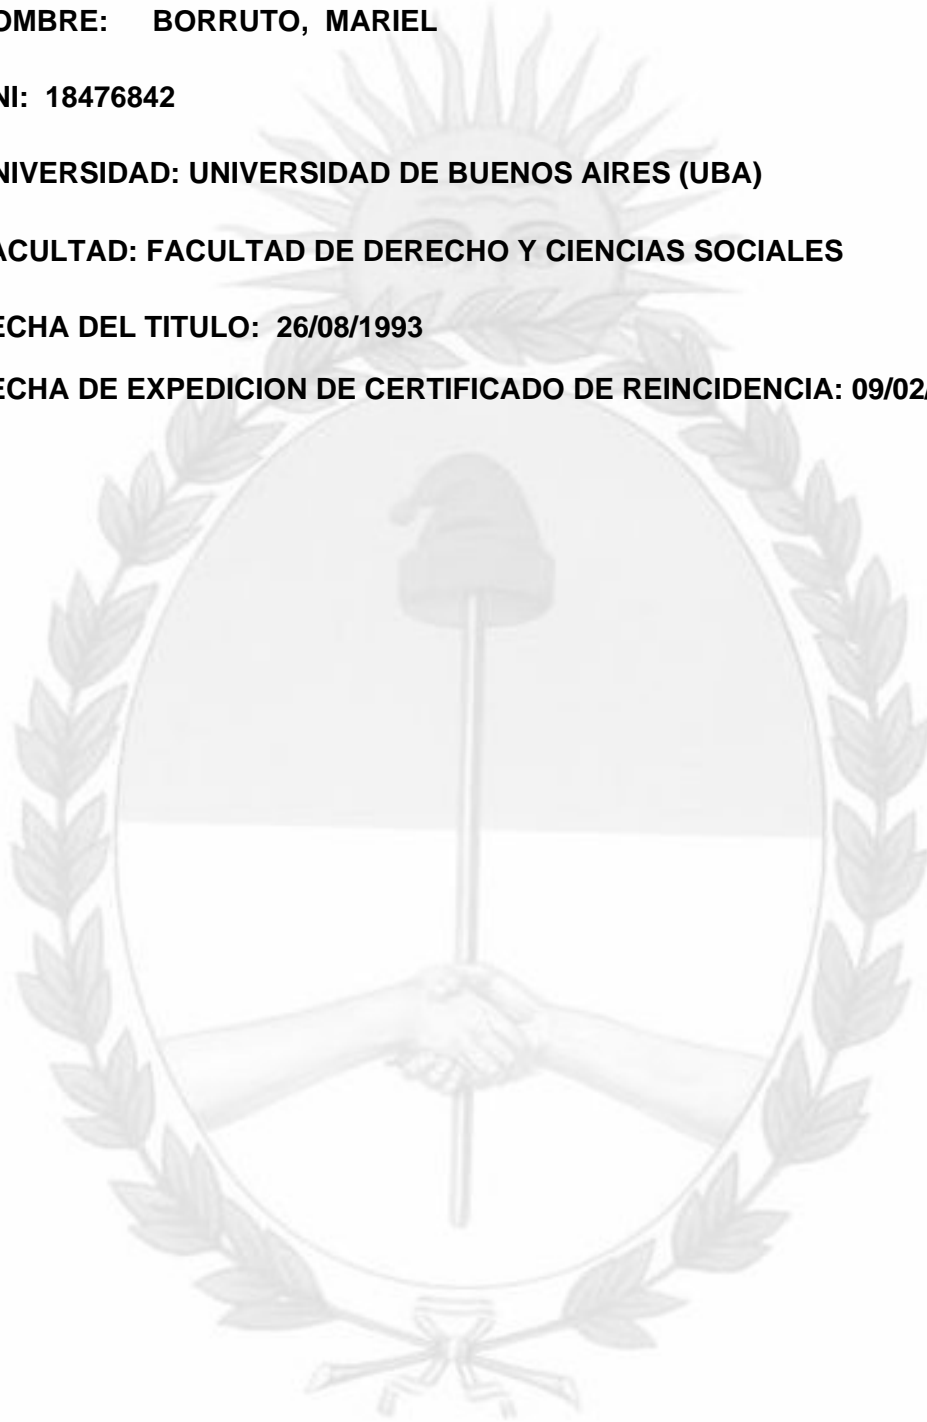 OMBRE: BORRUTO, MARIEL
NI: 18476842
NIVERSIDAD: UNIVERSIDAD DE BUENOS AIRES (UBA)
ACULTAD: FACULTAD DE DERECHO Y CIENCIAS SOCIALES
ECHA DEL TITULO: 26/08/1993
ECHA DE EXPEDICION DE CERTIFICADO DE REINCIDENCIA: 09/02/